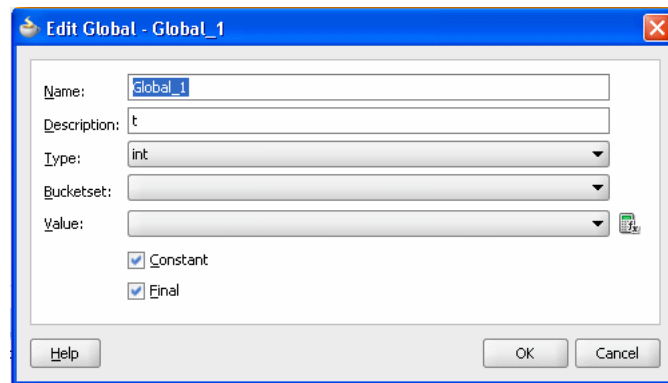 Edit Global - Global_1
Name: Global_1
Description: t
Type: int
Bucketset:
Value:
Constant
Final
Help OK Cancel